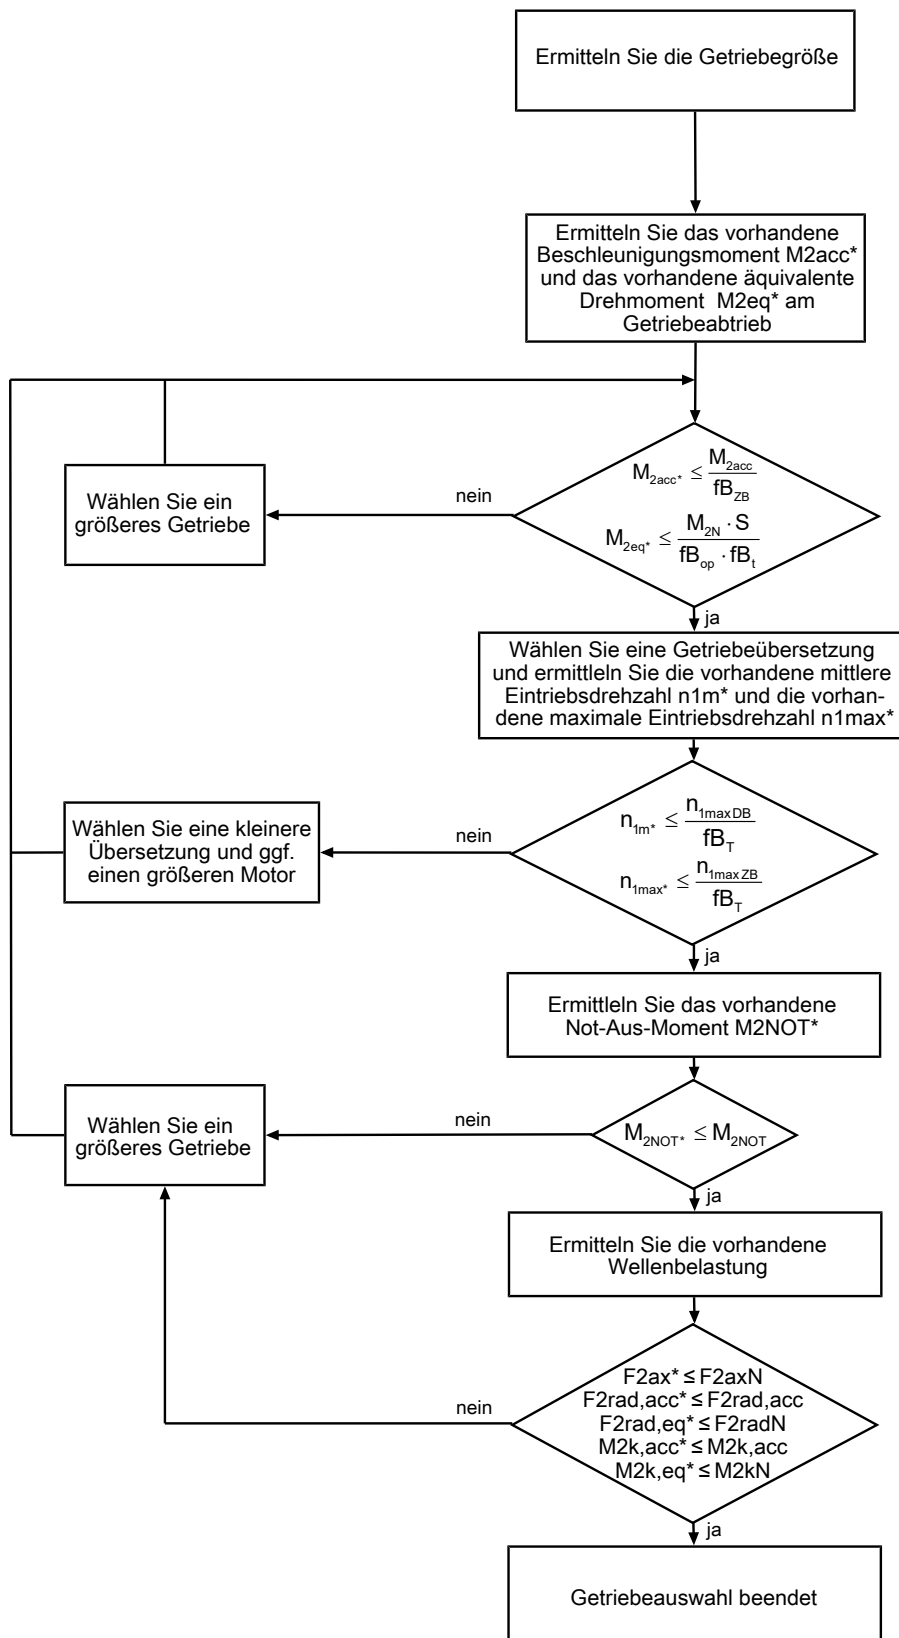 Ermitteln Sie die Getriebegröße
Ermitteln Sie das vorhandene
Beschleunigungsmoment M2acc*
und das vorhandene äquivalente
Drehmoment M2eq* am
Getriebeabtrieb
M2acc* ≤ M2acc / fBZB
M2eq* ≤ M2N · S / fBop · fBt
nein
Wählen Sie ein
größeres Getriebe
ja
Wählen Sie eine Getriebeübersetzung
und ermittleln Sie die vorhandene mittlere
Eintriebsdrehzahl n1m* und die vorhan-
dene maximale Eintriebsdrehzahl n1max*
n1m* ≤ n1maxDB / fBT
n1max* ≤ n1maxZB / fBT
nein
Wählen Sie eine kleinere
Übersetzung und ggf.
einen größeren Motor
ja
Ermittleln Sie das vorhandene
Not-Aus-Moment M2NOT*
M2NOT* ≤ M2NOT
nein
Wählen Sie ein
größeres Getriebe
ja
Ermitteln Sie die vorhandene
Wellenbelastung
F2ax* ≤ F2axN
F2rad,acc* ≤ F2rad,acc
F2rad,eq* ≤ F2radN
M2k,acc* ≤ M2k,acc
M2k,eq* ≤ M2kN
nein
ja
Getriebeauswahl beendet